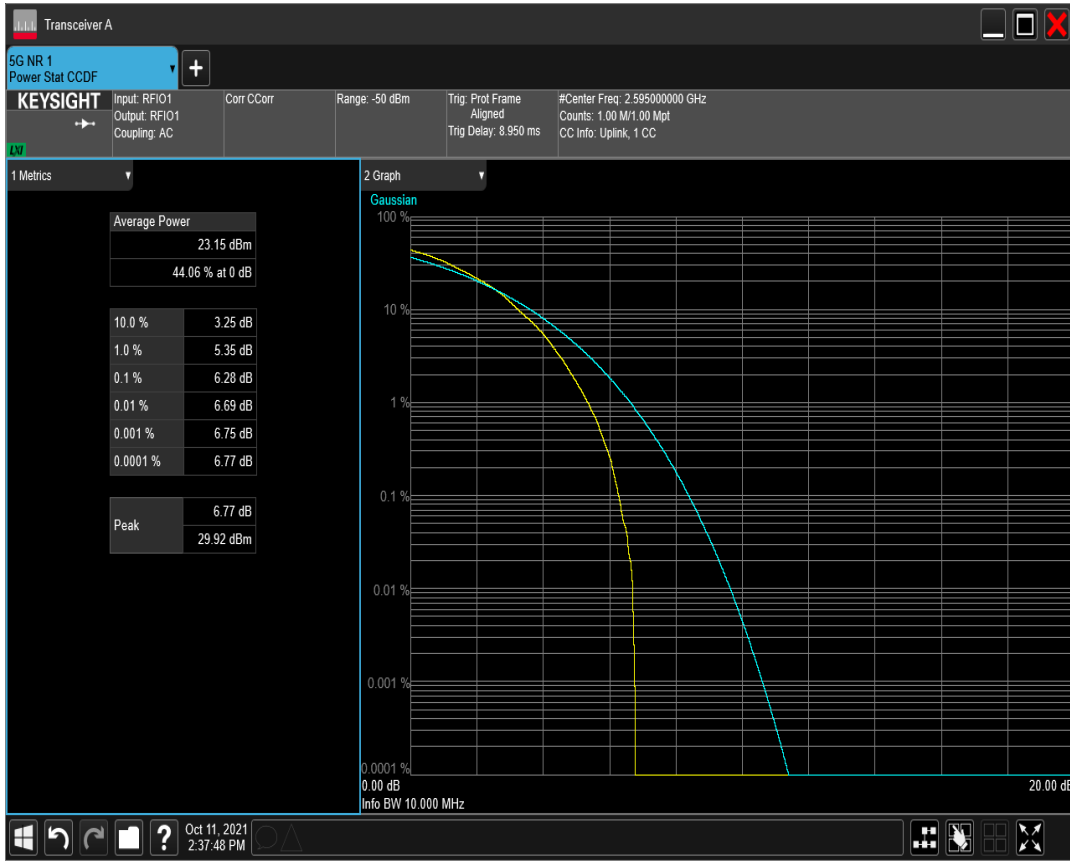 Transceiver A
5G NR 1
Power Stat CCDF
KEYSIGHT
LXI
Input: RFIO1
Output: RFIO1
Coupling: AC
Corr CCorr
Range: -50 dBm
Trig: Prot Frame
Aligned
Trig Delay: 8.950 ms
#Center Freq: 2.595000000 GHz
Counts: 1.00 M/1.00 Mpt
CC Info: Uplink, 1 CC
1 Metrics
Average Power
23.15 dBm
44.06 % at 0 dB
10.0 % 3.25 dB
1.0 % 5.35 dB
0.1 % 6.28 dB
0.01 % 6.69 dB
0.001 % 6.75 dB
0.0001 % 6.77 dB
Peak
6.77 dB
29.92 dBm
2 Graph
Gaussian
100 %
10 %
1 %
0.1 %
0.01 %
0.001 %
0.0001 %
0.00 dB 20.00 dB
Info BW 10.000 MHz
? Oct 11, 2021
2:37:48 PM